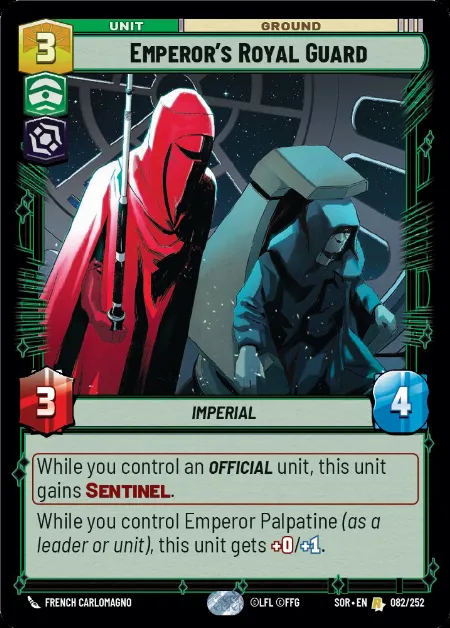 UNIT
GROUND
3
EMPEROR'S ROYAL GUARD
3
IMPERIAL
4
While you control an OFFICIAL unit, this unit
gains SENTINEL.
While you control Emperor Palpatine (as a
leader or unit), this unit gets +0/+1.
FRENCH CARLOMAGNO
©LFL ©FFG
SOR • EN R 082/252